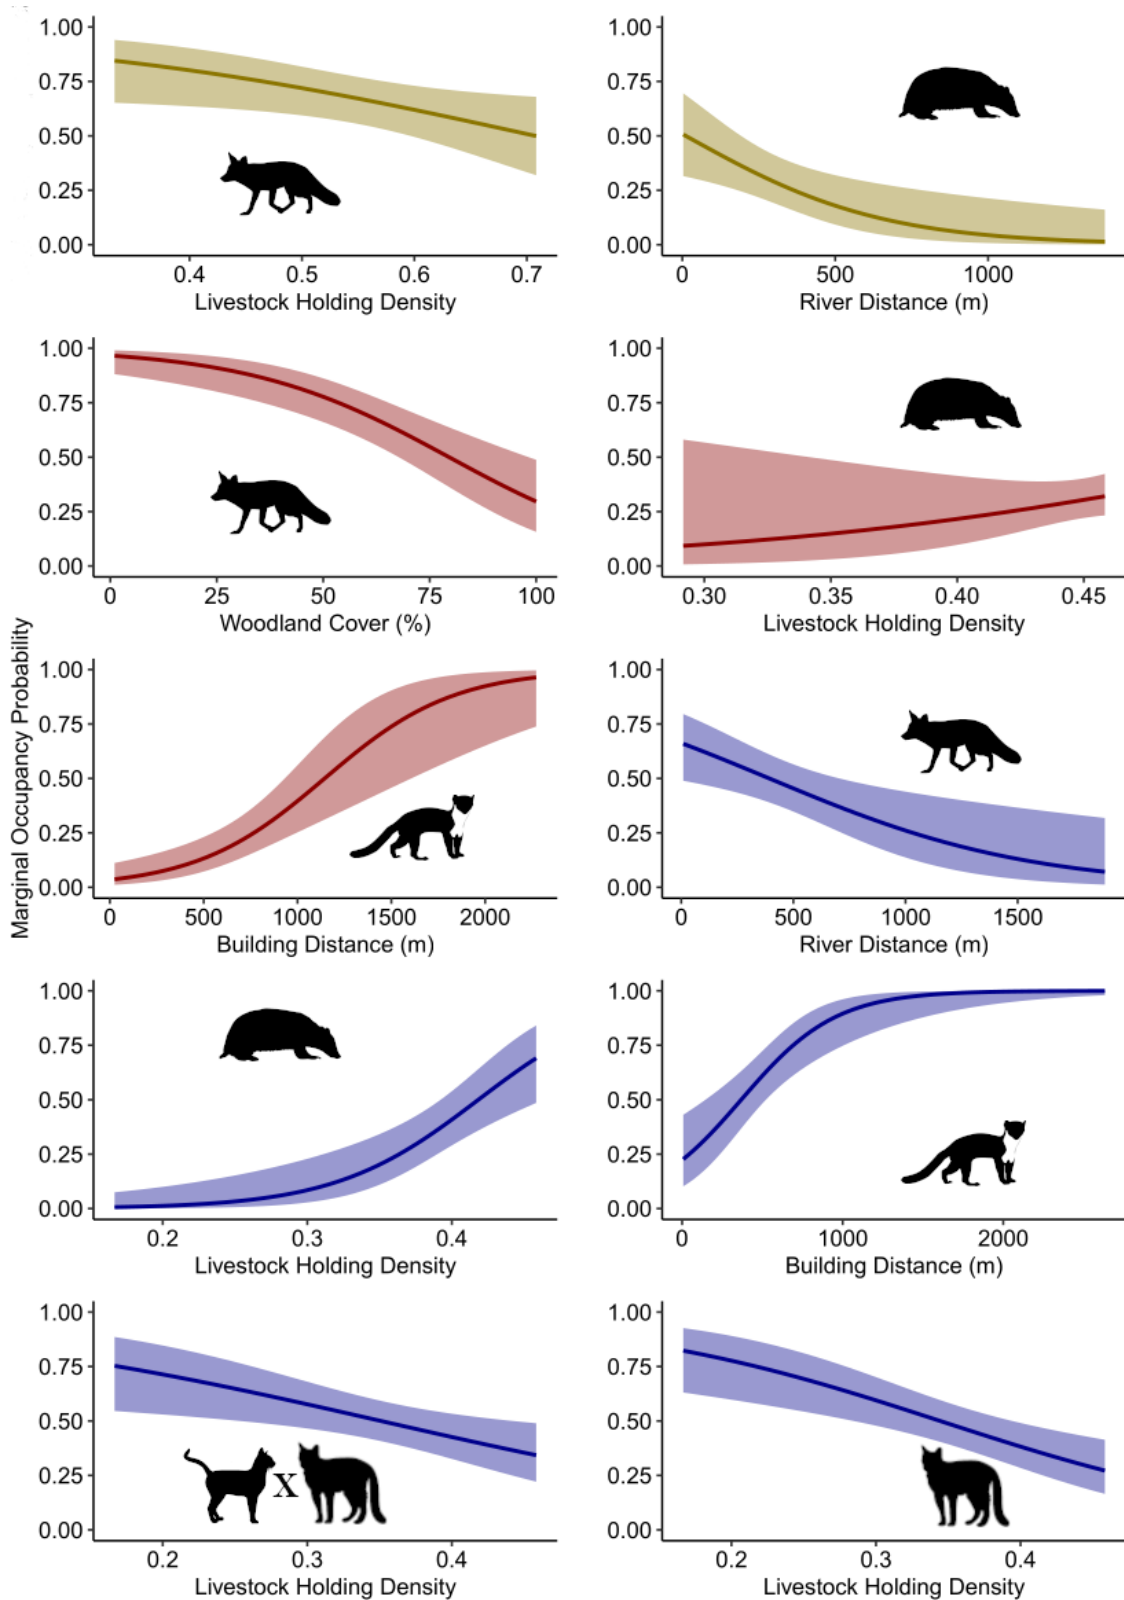 1.00
0.75
0.50
0.25
0.00
0.4 0.5 0.6 0.7
Livestock Holding Density
1.00
0.75
0.50
0.25
0.00
0 500 1000
River Distance (m)
1.00
0.75
0.50
0.25
0.00
0 25 50 75 100
Woodland Cover (%)
1.00
0.75
0.50
0.25
0.00
0.30 0.35 0.40 0.45
Livestock Holding Density
Marginal Occupancy Probability
1.00
0.75
0.50
0.25
0.00
0 500 1000 1500 2000
Building Distance (m)
1.00
0.75
0.50
0.25
0.00
0 500 1000 1500
River Distance (m)
1.00
0.75
0.50
0.25
0.00
0.2 0.3 0.4
Livestock Holding Density
1.00
0.75
0.50
0.25
0.00
0 1000 2000
Building Distance (m)
1.00
0.75
0.50
0.25
0.00
X
0.2 0.3 0.4
Livestock Holding Density
1.00
0.75
0.50
0.25
0.00
0.2 0.3 0.4
Livestock Holding Density